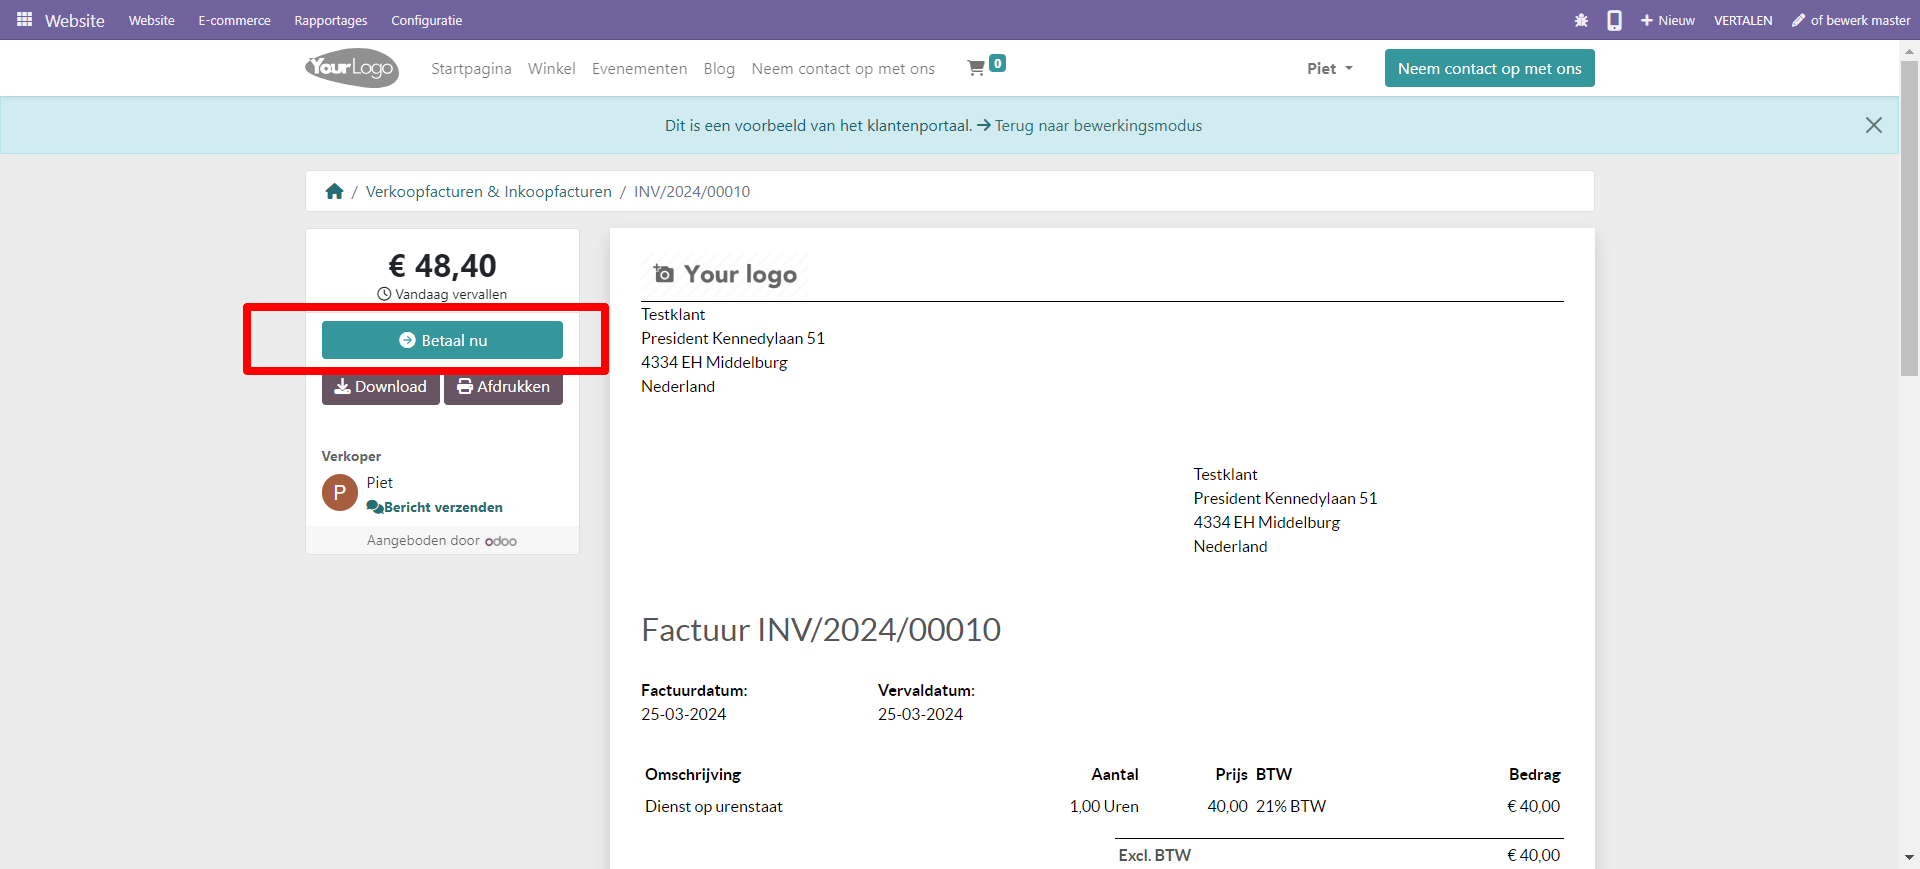 Website Website E-commerce Rapportages Configuratie Nieuw VERTALEN of bewerk master
YourLogo Startpagina Winkel Evenementen Blog Neem contact op met ons 0 Piet Neem contact op met ons
Dit is een voorbeeld van het klantenportaal. Terug naar bewerkingsmodus
/ Verkoopfacturen & Inkoopfacturen / INV/2024/00010
€ 48,40
Vandaag vervallen
Betaal nu
Download Afdrukken
Verkoper
P Piet
Bericht verzenden
Aangeboden door odoo
Your logo
Testklant
President Kennedylaan 51
4334 EH Middelburg
Nederland
Testklant
President Kennedylaan 51
4334 EH Middelburg
Nederland
Factuur INV/2024/00010
Factuurdatum: Vervaldatum:
25-03-2024 25-03-2024
Omschrijving Aantal Prijs BTW Bedrag
Dienst op urenstaat 1,00 Uren 40,00 21% BTW € 40,00
Excl. BTW € 40,00